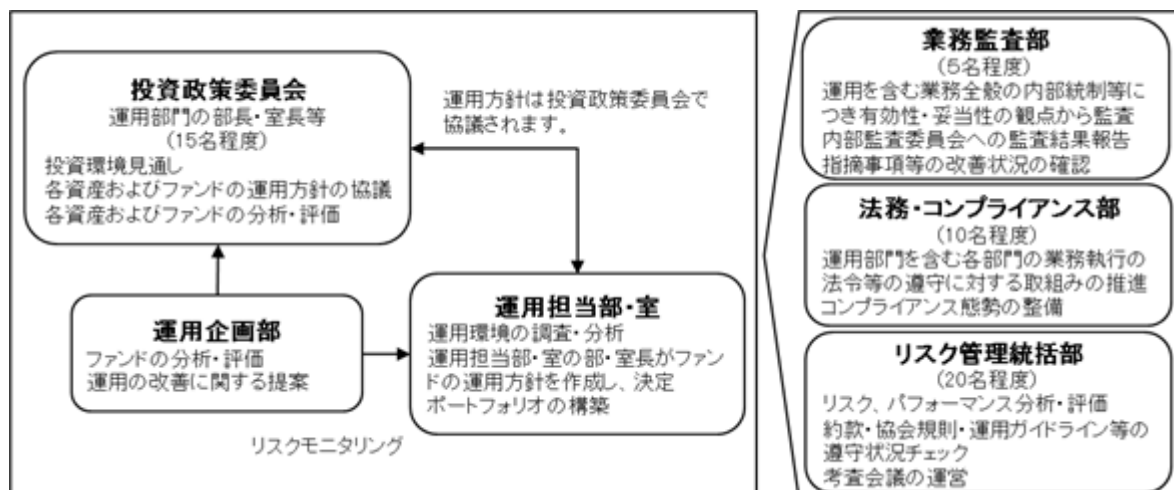 投資政策委員会
運用部門の部長・室長等
(15名程度)
投資環境見通し
各資産およびファンドの運用方針の協議
各資産およびファンドの分析・評価
運用方針は投資政策委員会で
協議されます。
運用企画部
ファンドの分析・評価
運用の改善に関する提案
運用担当部・室
運用環境の調査・分析
運用担当部・室の部・室長がファン
ドの運用方針を作成し、決定
ポートフォリオの構築
リスクモニタリング
業務監査部
(5名程度)
運用を含む業務全般の内部統制等に
つき有効性・妥当性の観点から監査
内部監査委員会への監査結果報告
指摘事項等の改善状況の確認
法務・コンプライアンス部
(10名程度)
運用部門を含む各部門の業務執行の
法令等の遵守に対する取組みの推進
コンプライアンス態勢の整備
リスク管理統括部
(20名程度)
リスク、パフォーマンス分析・評価
約款・協会規則・運用ガイドライン等の
遵守状況チェック
考査会議の運営